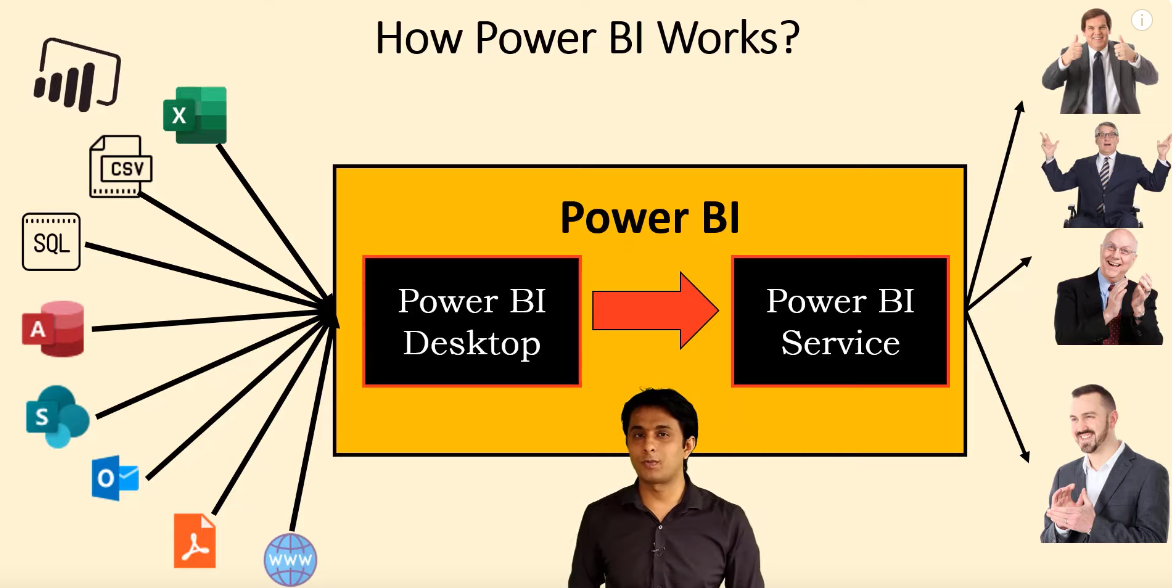 How Power BI Works?
X
CSV
SQL
A
S
O
www
Power BI
Power BI
Desktop
Power BI
Service
i